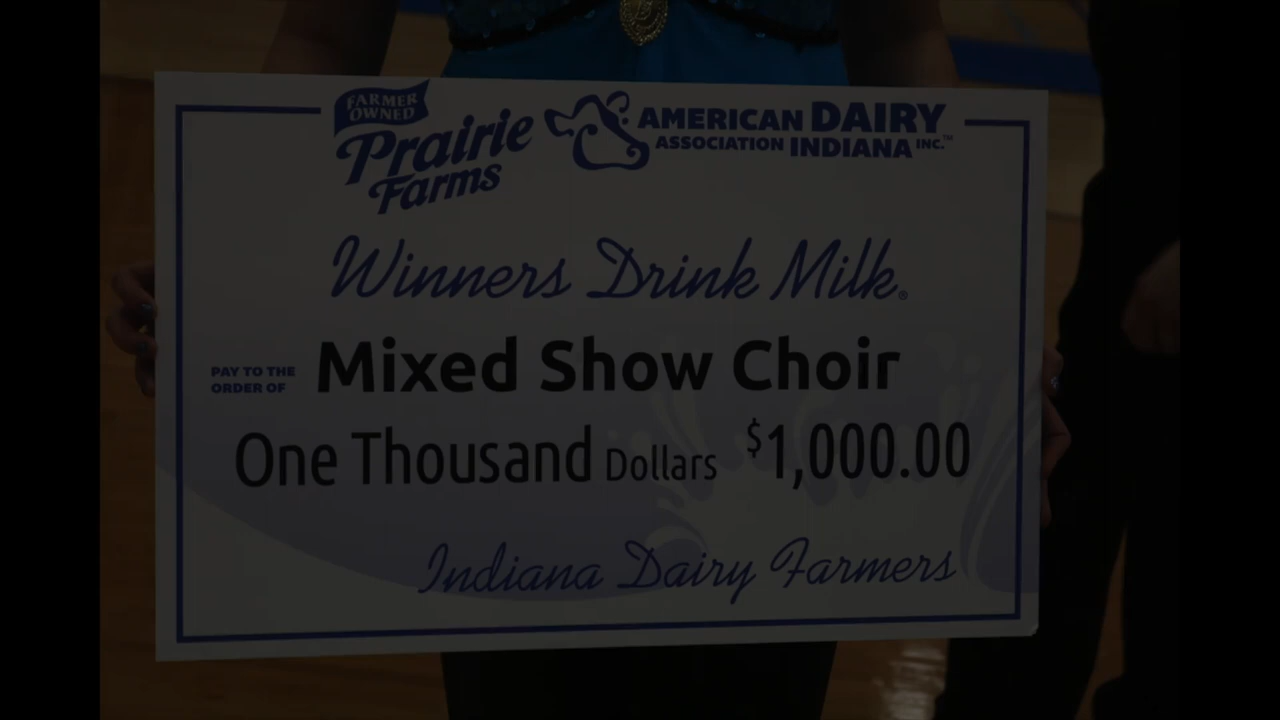 FARMER
OWNED
Prairie
Farms
AMERICAN DAIRY
ASSOCIATION INDIANA INC.™
Winners Drink Milk®
PAY TO THE
ORDER OF
Mixed Show Choir
One Thousand Dollars $1,000.00
Indiana Dairy Farmers